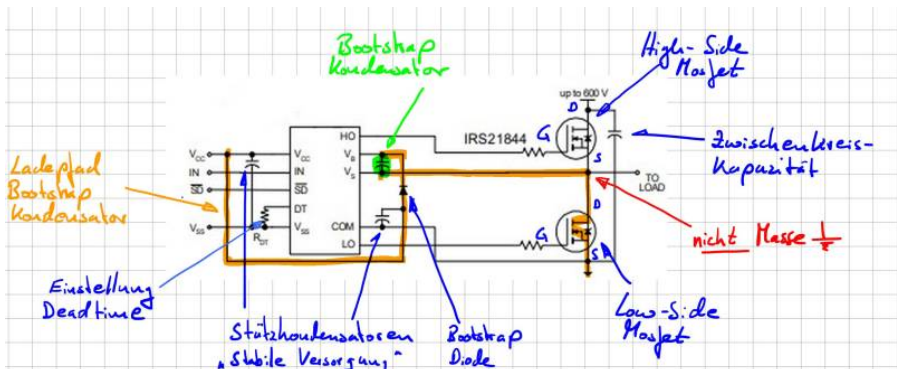 Bootstrap
Kondensator
High-Side
Mosfet
up to 600 V
D
HO
IRS21844
G
S
Zwischenkreis-
Kapazität
Ladepfad
Bootstrap
Kondensator
VCC
VCC
VB
IN
IN
VS
SD
SD
TO
LOAD
DT
D
VSS
VSS
COM
RDT
LO
G
S
nicht Masse
Einstellung
Deadtime
Stützkondensatoren
"Stabile Versorgung"
Bootstrap
Diode
Low-Side
Mosfet